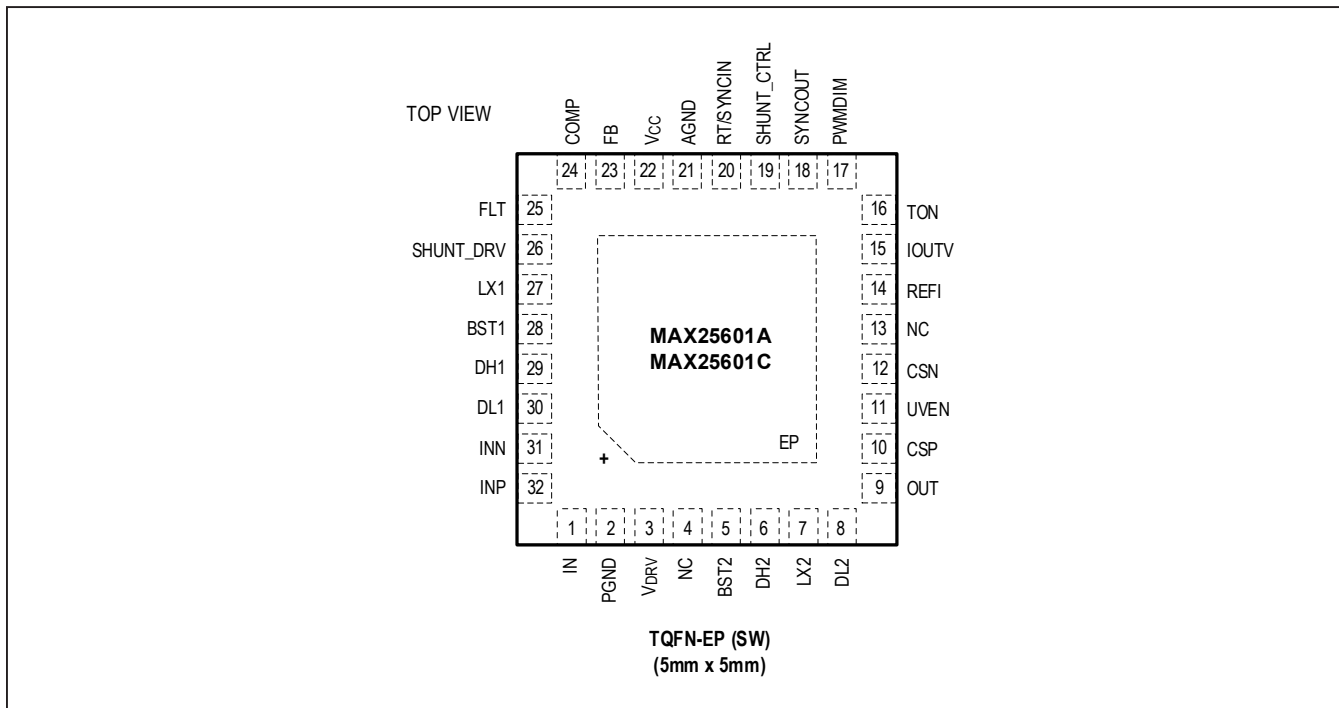 TOP VIEW
COMP
FB
VCC
AGND
RT/SYNCIN
SHUNT_CTRL
SYNCOUT
PWMDIM
24 23 22 21 20 19 18 17
FLT 25
SHUNT_DRV 26
LX1 27
BST1 28
DH1 29
DL1 30
INN 31
INP 32
MAX25601A
MAX25601C
EP
+
16 TON
15 IOUTV
14 REFI
13 NC
12 CSN
11 UVEN
10 CSP
9 OUT
1 2 3 4 5 6 7 8
IN
PGND
VDRV
NC
BST2
DH2
LX2
DL2
TQFN-EP (SW)
(5mm x 5mm)